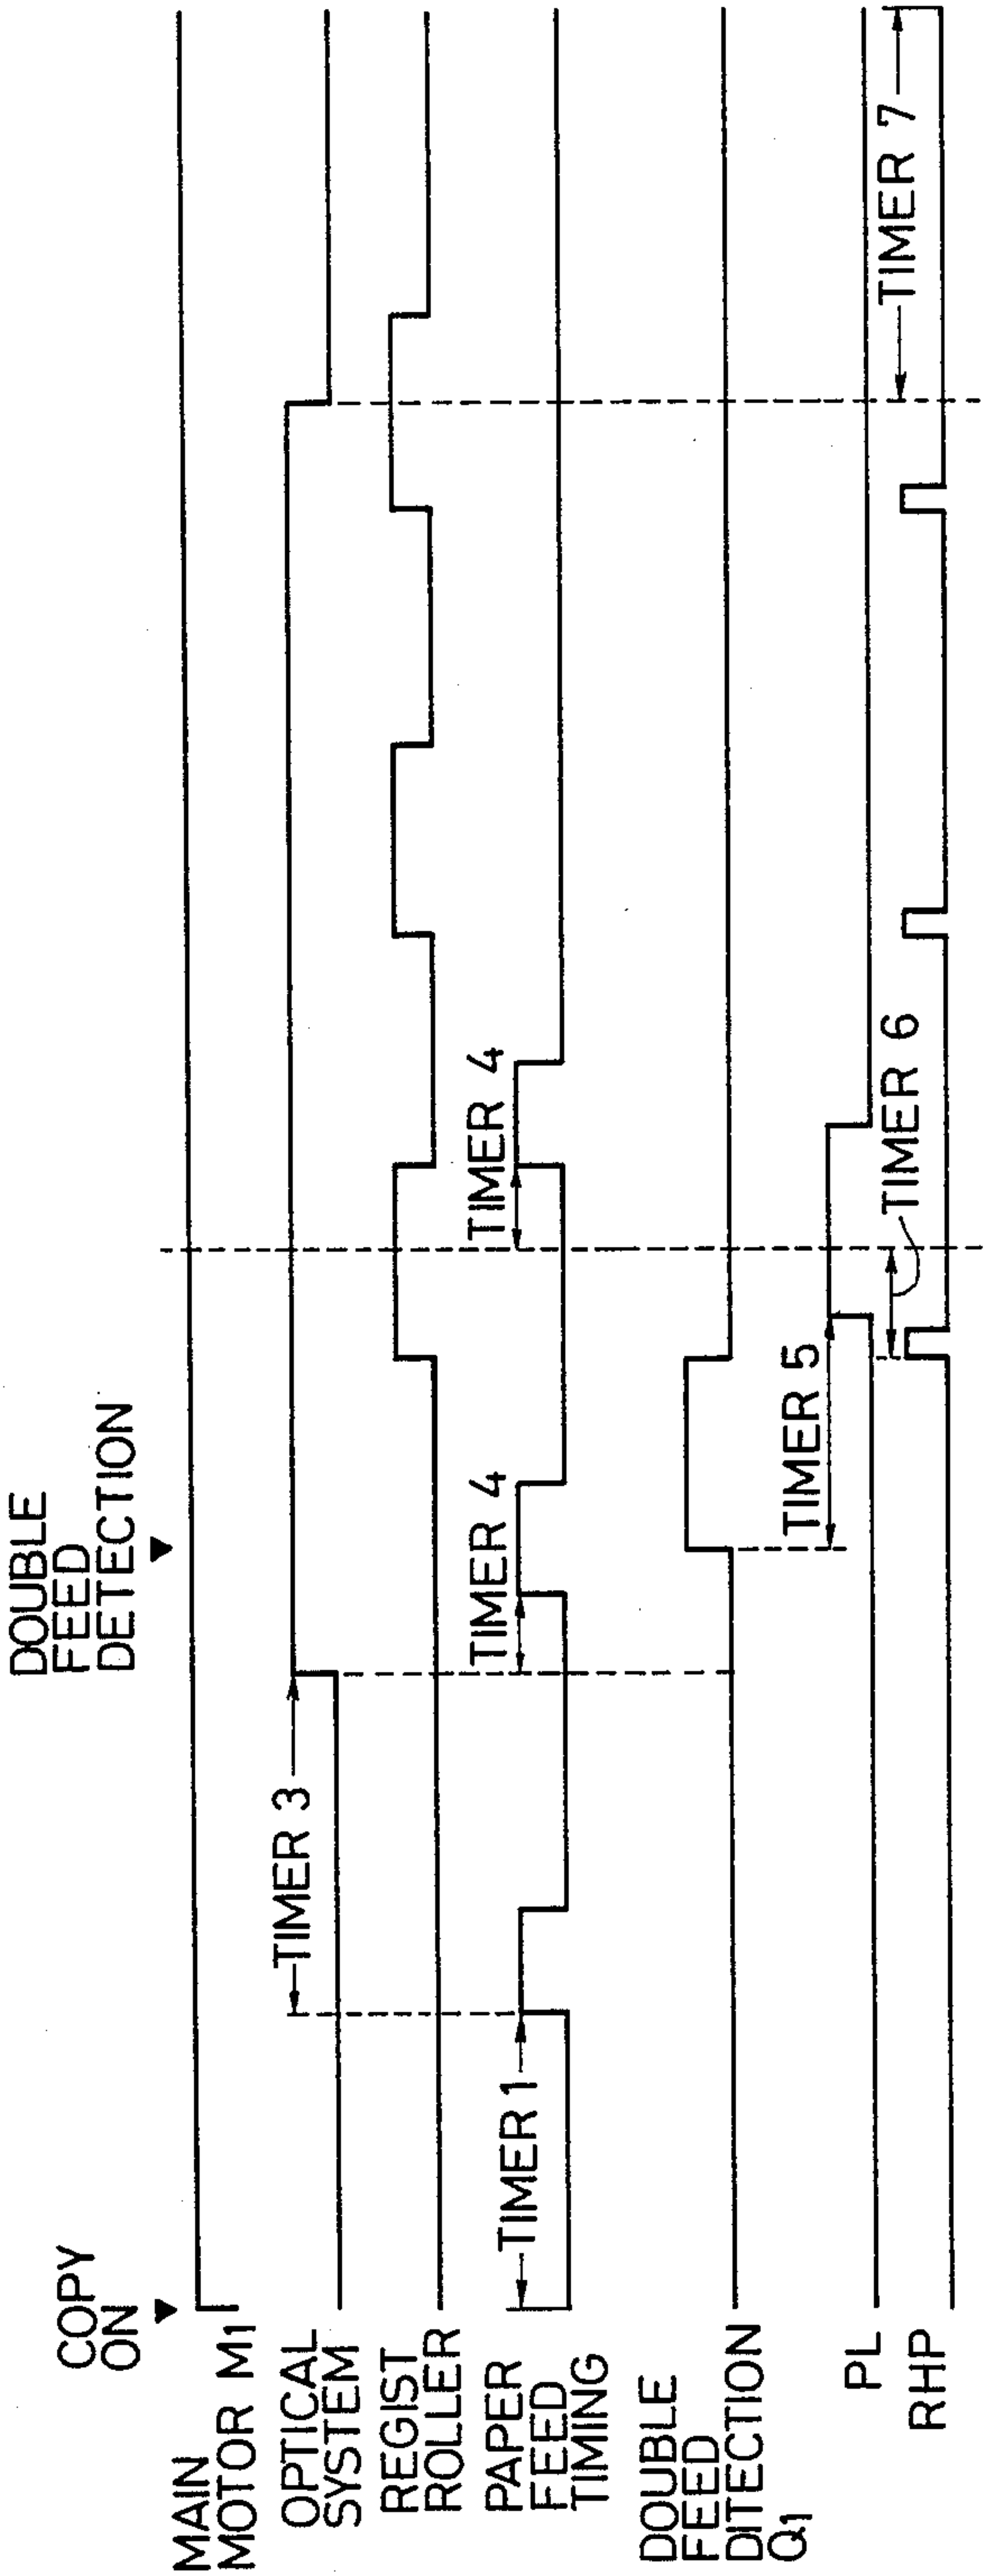 COPY
ON
DOUBLE
FEED
DETECTION
MAIN
MOTOR M1
OPTICAL
SYSTEM
TIMER 3
REGIST
ROLLER
PAPER
FEED
TIMING
TIMER 1
TIMER 4
TIMER 4
DOUBLE
FEED
DITECTION
Q1
TIMER 5
PL
RHP
TIMER 6
TIMER 7